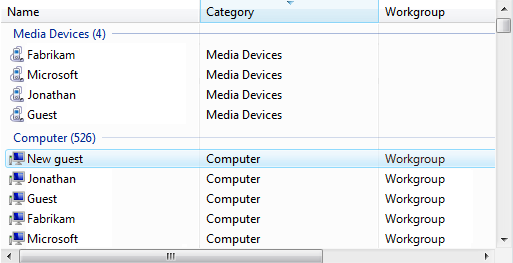 Name Category Workgroup
Media Devices (4)
Fabrikam Media Devices
Microsoft Media Devices
Jonathan Media Devices
Guest Media Devices
Computer (526)
New guest Computer Workgroup
Jonathan Computer Workgroup
Guest Computer Workgroup
Fabrikam Computer Workgroup
Microsoft Computer Workgroup